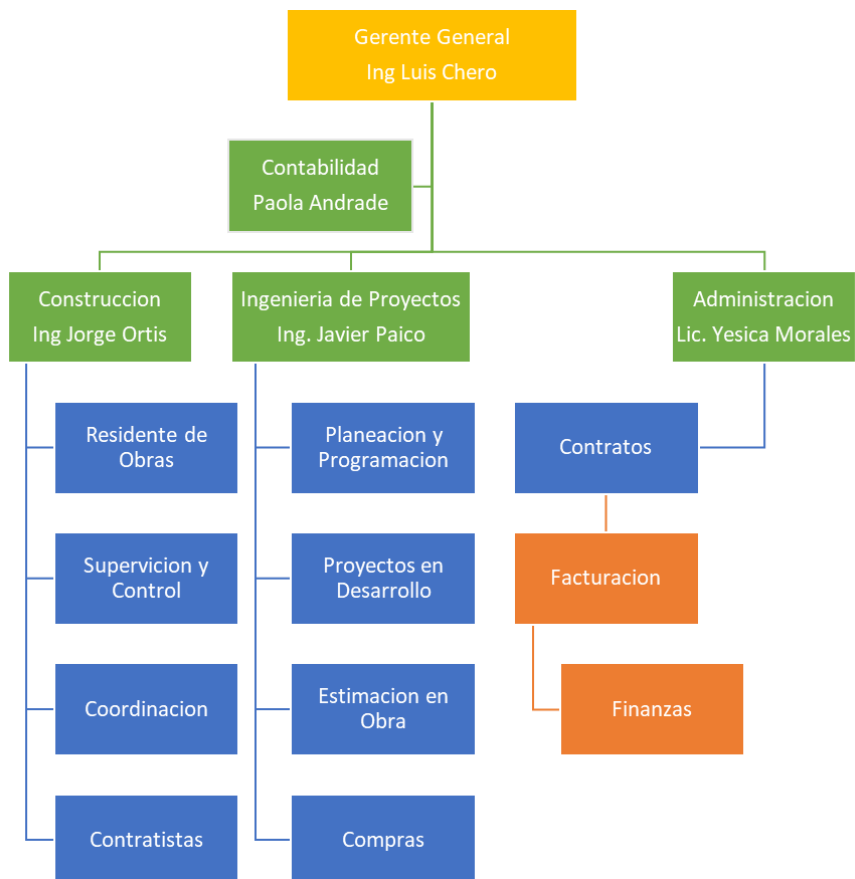 Gerente General
Ing Luis Chero
Contabilidad
Paola Andrade
Construccion
Ing Jorge Ortis
Ingenieria de Proyectos
Ing. Javier Paico
Administracion
Lic. Yesica Morales
Residente de
Obras
Planeacion y
Programacion
Contratos
Supervicion y
Control
Proyectos en
Desarrollo
Facturacion
Coordinacion
Estimacion en
Obra
Finanzas
Contratistas
Compras